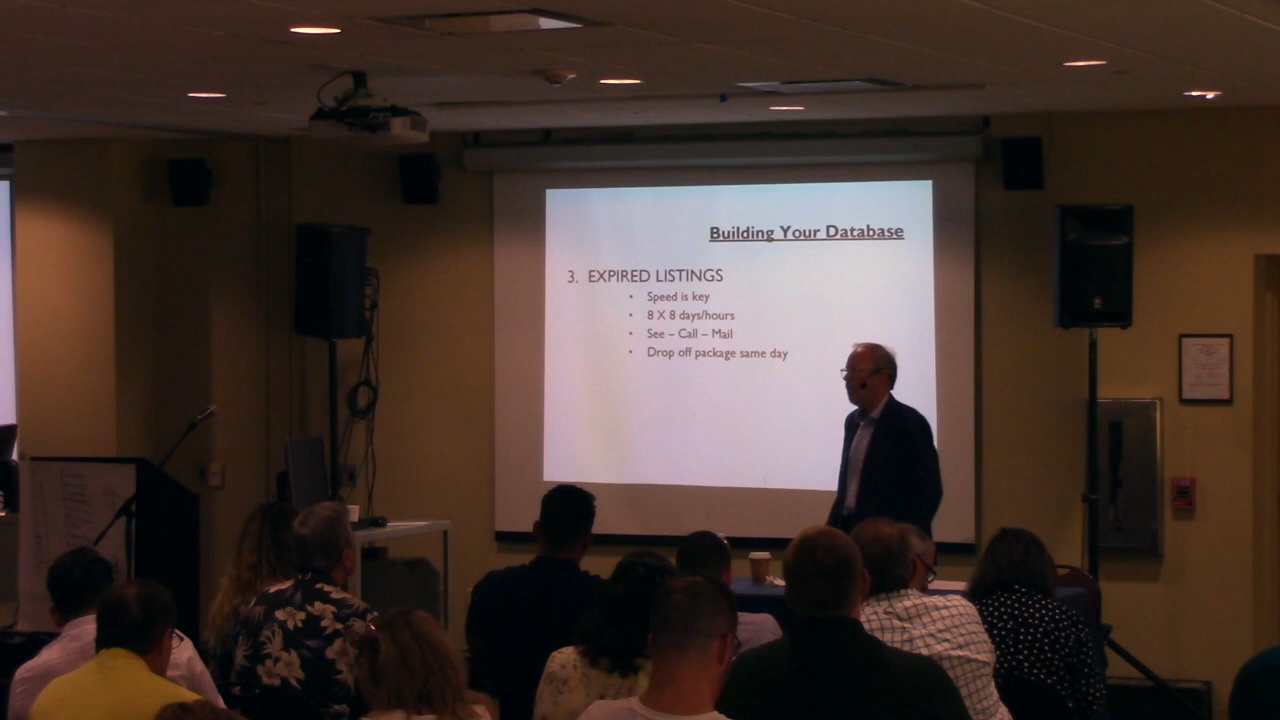 Building Your Database
3. EXPIRED LISTINGS
• Speed is key
• 8 X 8 days/hours
• See – Call – Mail
• Drop off package same day